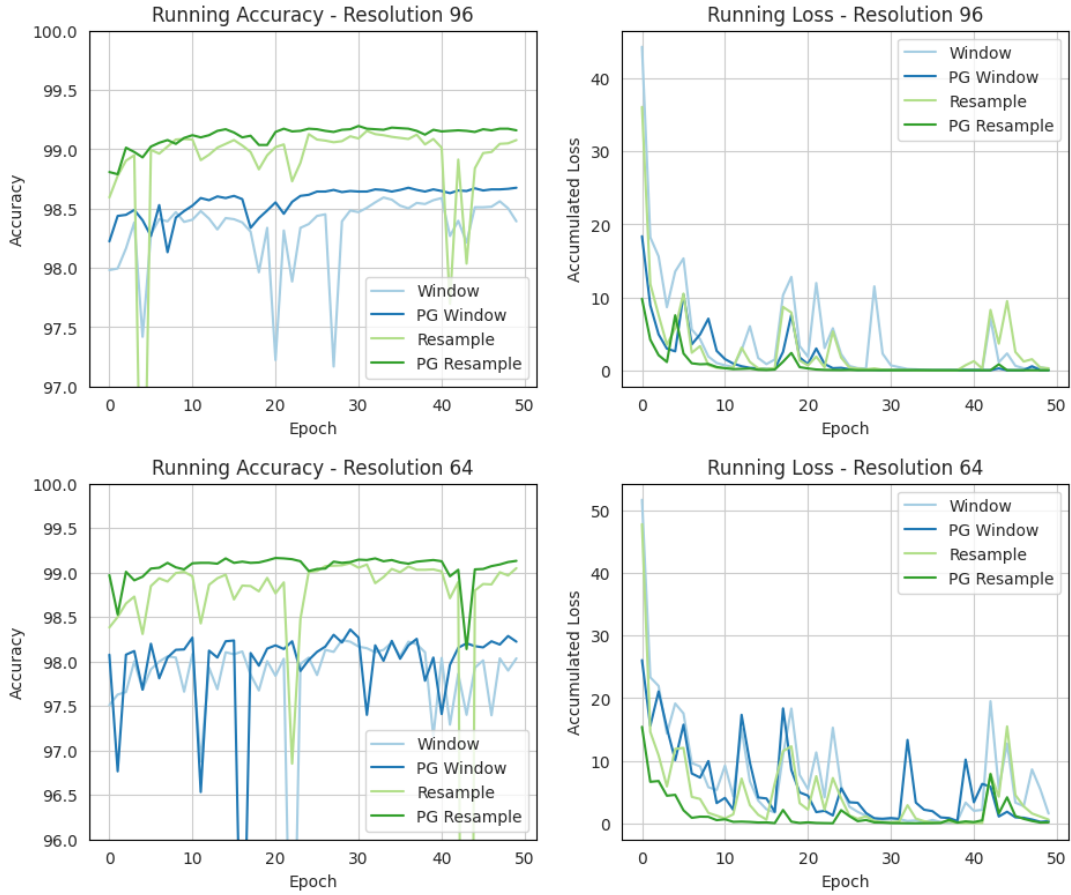 Running Accuracy - Resolution 96
100.0
99.5
99.0
98.5
98.0
97.5
97.0
Accuracy
0 10 20 30 40 50
Epoch
Window
PG Window
Resample
PG Resample
Running Loss - Resolution 96
40
30
20
10
0
Accumulated Loss
0 10 20 30 40 50
Epoch
Window
PG Window
Resample
PG Resample
Running Accuracy - Resolution 64
100.0
99.5
99.0
98.5
98.0
97.5
97.0
96.5
96.0
Accuracy
0 10 20 30 40 50
Epoch
Window
PG Window
Resample
PG Resample
Running Loss - Resolution 64
50
40
30
20
10
0
Accumulated Loss
0 10 20 30 40 50
Epoch
Window
PG Window
Resample
PG Resample